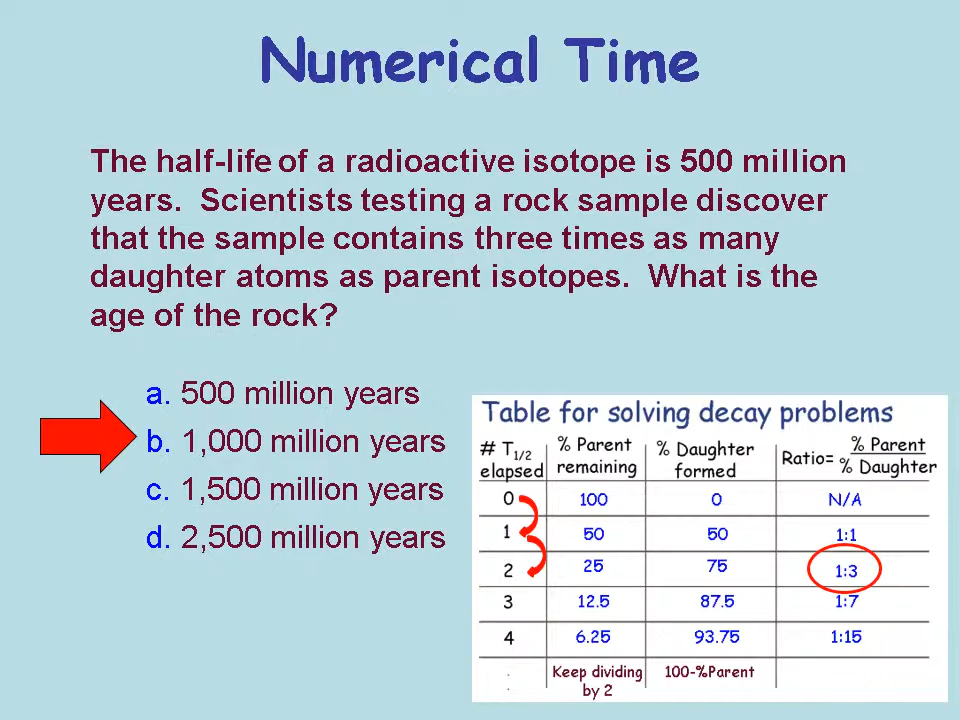 Numerical Time
The half-life of a radioactive isotope is 500 million
years.  Scientists testing a rock sample discover
that the sample contains three times as many
daughter atoms as parent isotopes.  What is the
age of the rock?
a. 500 million years
b. 1,000 million years
c. 1,500 million years
d. 2,500 million years
Table for solving decay problems
# T1/2 elapsed | % Parent remaining | % Daughter formed | Ratio= % Parent / % Daughter
0 | 100 | 0 | N/A
1 | 50 | 50 | 1:1
2 | 25 | 75 | 1:3
3 | 12.5 | 87.5 | 1:7
4 | 6.25 | 93.75 | 1:15
: | Keep dividing by 2 | 100-%Parent